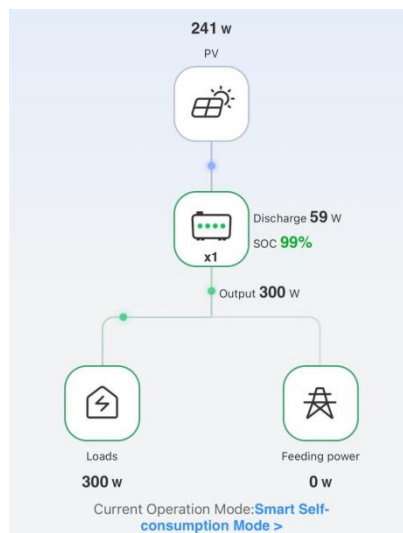 241 w
PV
Discharge 59 W
SOC 99%
x1
Output 300 W
Loads
Feeding power
300 w
0 w
Current Operation Mode:Smart Self-
consumption Mode >